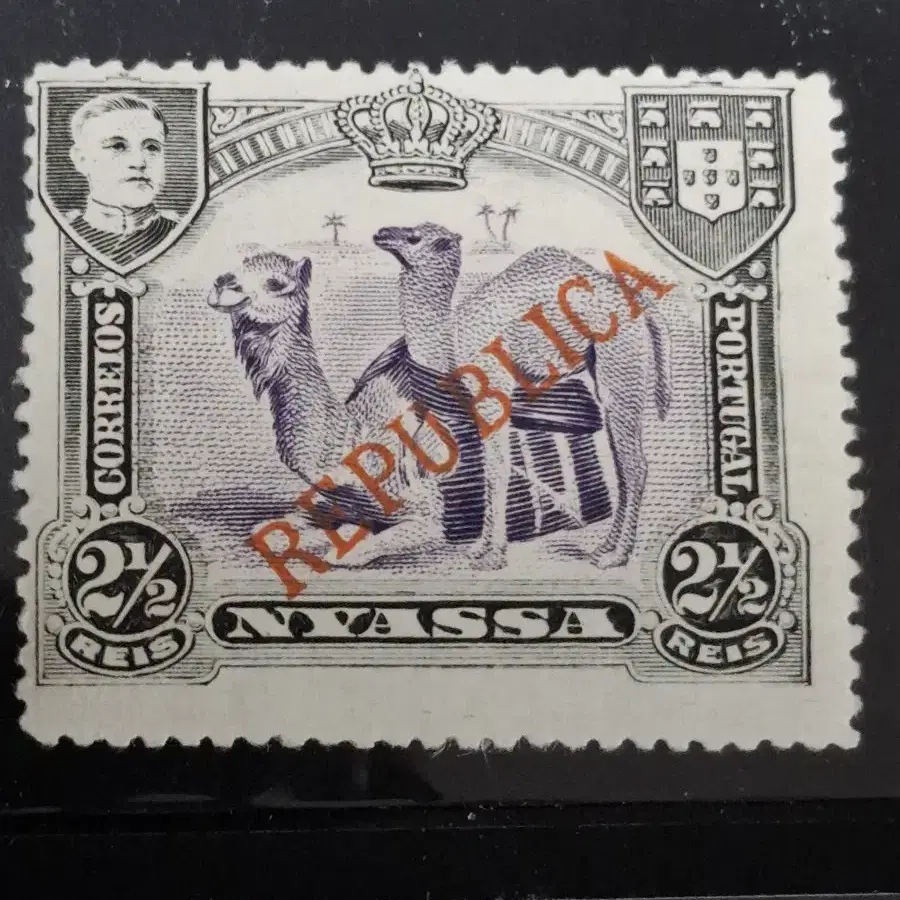 CORREIOS
PORTUGAL
REPUBLICA
2½
REIS
NYASSA
2½
REIS